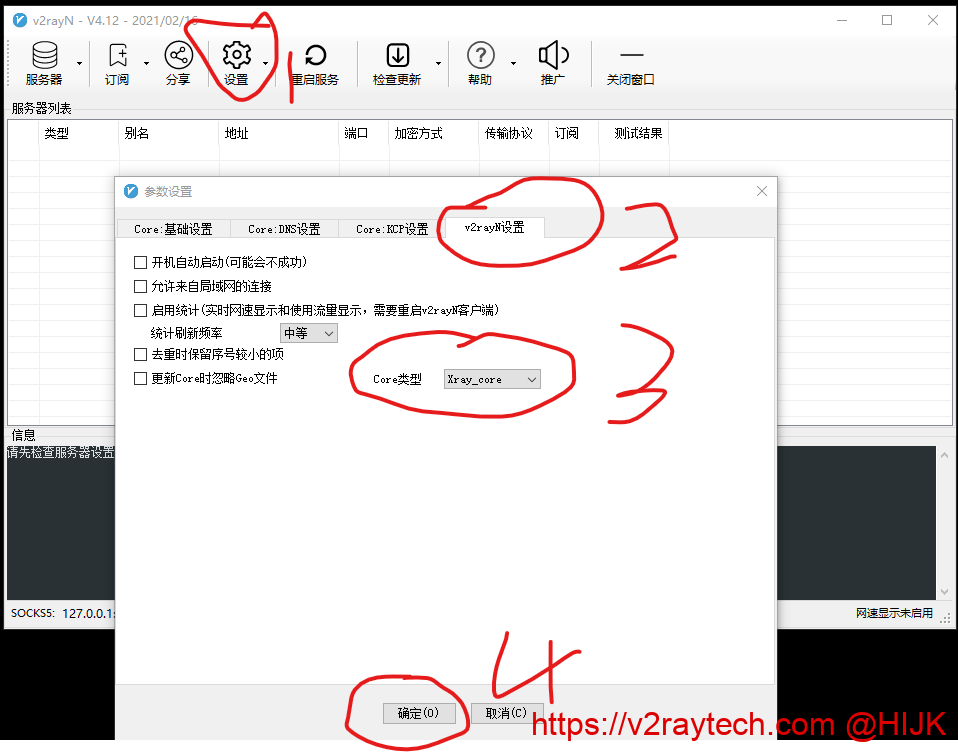 v2rayN - V4.12 - 2021/02/16
服务器 订阅 分享 设置 重启服务 检查更新 帮助 推广 关闭窗口
1
服务器列表
类型 别名 地址 端口 加密方式 传输协议 订阅 测试结果
参数设置
Core:基础设置 Core:DNS设置 Core:KCP设置 v2rayN设置
2
开机自动启动(可能会不成功)
允许来自局域网的连接
启用统计(实时网速显示和使用流量显示，需要重启v2rayN客户端)
统计刷新频率 中等
去重时保留序号较小的项
更新Core时忽略Geo文件 Core类型 Xray_core
3
信息
请先检查服务器设置
SOCKS5: 127.0.0.1:
网速显示未启用
4
确定(O) 取消(C)
https://v2raytech.com @HIJK